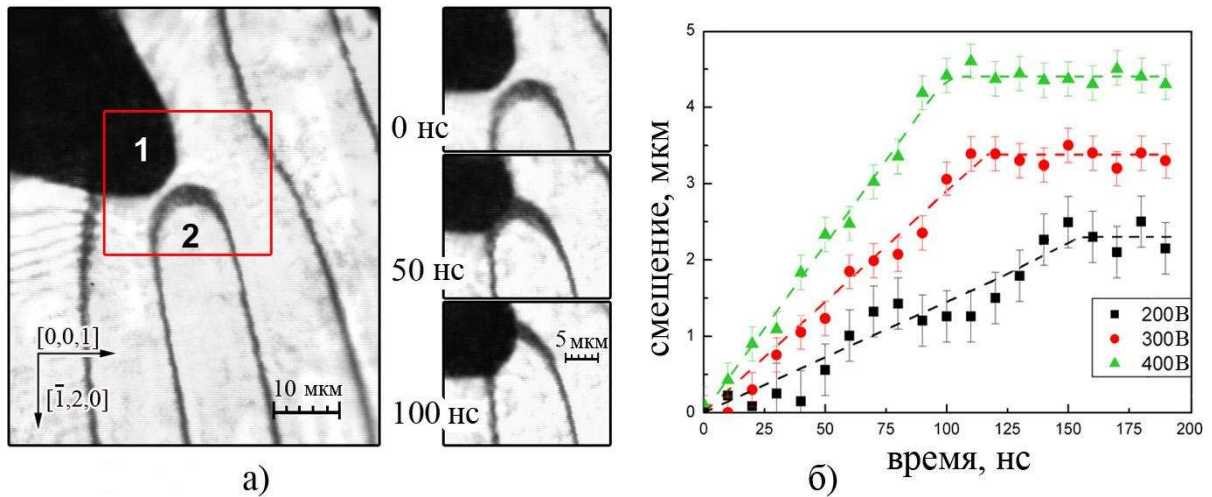 1
2
[0,0,1]
[1̄,2,0]
10 мкм
0 нс
50 нс
100 нс
5 мкм
а)
смещение, мкм
5
4
3
2
1
0
0 25 50 75 100 125 150 175 200
время, нс
200В
300В
400В
б)